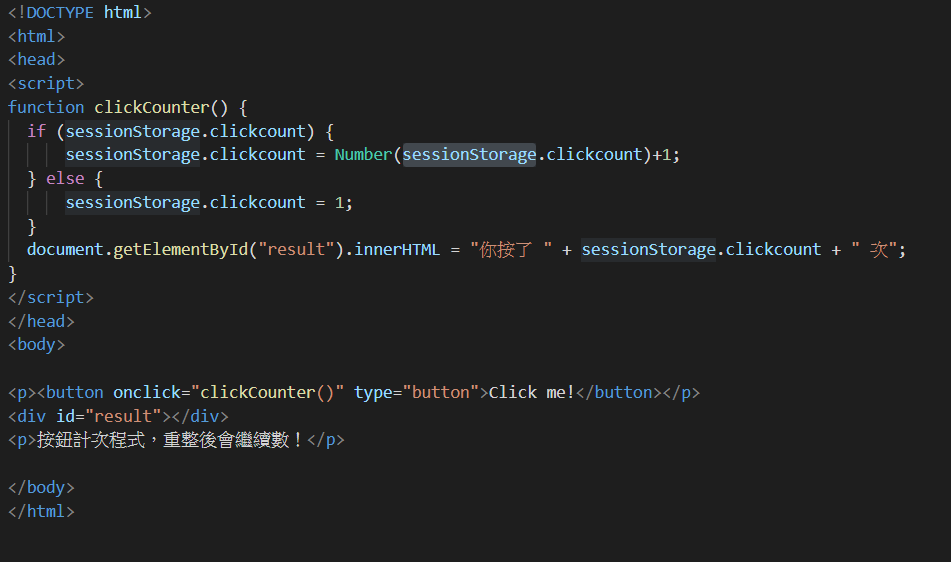 <!DOCTYPE html>
<html>
<head>
<script>
function clickCounter() {
  if (sessionStorage.clickcount) {
      sessionStorage.clickcount = Number(sessionStorage.clickcount)+1;
  } else {
      sessionStorage.clickcount = 1;
  }
  document.getElementById("result").innerHTML = "你按了 " + sessionStorage.clickcount + " 次";
}
</script>
</head>
<body>
<p><button onclick="clickCounter()" type="button">Click me!</button></p>
<div id="result"></div>
<p>按鈕計次程式，重整後會繼續數！</p>
</body>
</html>